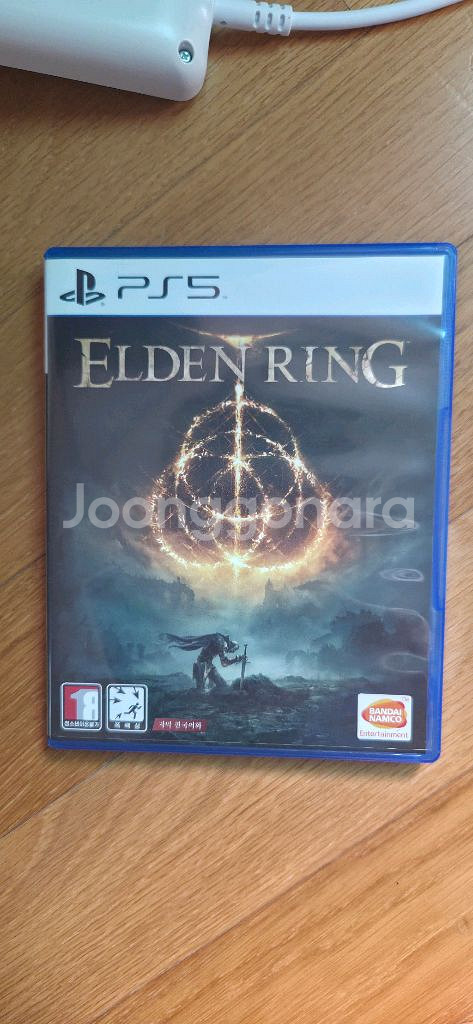 PS5
ELDEN RING
Joonggonara
18
청소년이용불가
폭력성
자막 한국어화
BANDAI
NAMCO
Entertainment